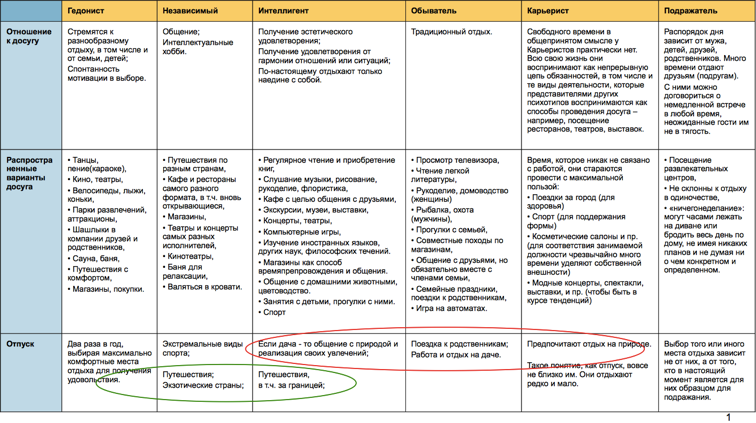 Гедонист
Независимый
Интеллигент
Обыватель
Карьерист
Подражатель
Отношение
к досугу
Стремятся к
разнообразному
отдыху, в том числе и
от семьи, детей;
Спонтанность
мотивации в выборе.
Общение;
Интеллектуальные
хобби.
Получение эстетического
удовлетворения;
Получение удовлетворения от
гармонии отношений или ситуаций;
По-настоящему отдыхают только
наедине с собой.
Традиционный отдых.
Свободного времени в
общепринятом смысле у
Карьеристов практически нет.
Всю свою жизнь они
воспринимают как непрерывную
цепь обязанностей, в том числе и
те виды деятельности, которые
представителями других
психотипов воспринимаются как
способы проведения досуга –
например, посещение
ресторанов, театров, выставок.
Распорядок дня
зависит от мужа,
детей, друзей,
родственников. Много
времени отдают
друзьям (подругам).
С ними можно
договориться о
немедленной встрече
в любой время,
неожиданные гости им
не в тягость.
Распростра
ненные
варианты
досуга
• Танцы,
пение(караоке),
• Кино, театры,
• Велосипеды, лыжи,
коньки,
• Парки развлечений,
аттракционы,
• Шашлыки в
компании друзей и
родственников,
• Сауна, баня,
• Путешествия с
комфортом,
• Магазины, покупки.
• Путешествия по
разным странам,
• Кафе и рестораны
самого разного
формата, в т.ч. вновь
открывающиеся,
• Магазины,
• Театры и концерты
самых разных
исполнителей,
• Кинотеатры,
• Баня для
релаксации,
• Валяться в кровати.
• Регулярное чтение и приобретение
книг,
• Слушание музыки, рисование,
рукоделие, флористика,
• Кафе с целью общения с друзьями,
• Экскурсии, музеи, выставки,
• Концерты, театры,
• Компьютерные игры,
• Изучение иностранных языков,
других наук, философских течений.
• Магазины как способ
времяпрепровождения и общения.
• Общение с домашними животными,
цветоводство.
• Занятия с детьми, прогулки с ними.
• Спорт
• Просмотр телевизора,
• Чтение легкой
литературы,
• Рукоделие, домоводство
(женщины)
• Рыбалка, охота
(мужчины),
• Прогулки с семьей,
• Совместные походы по
магазинам,
• Общение с друзьями, но
обязательно вместе с
членами семьи,
• Семейные праздники,
поездки к родственникам,
• Игра на автоматах.
Время, которое никак не связано
с работой, они стараются
провести с максимальной
пользой:
• Поездки за город (для
здоровья)
• Спорт (для поддержания
формы)
• Косметические салоны и пр.
(для соответствия занимаемой
должности чрезвычайно много
времени уделяют собственной
внешности)
• Модные концерты, спектакли,
выставки, и пр. (чтобы быть в
курсе тенденций)
• Посещение
развлекательных
центров,
• Не склонны к отдыху
в одиночестве,
• «ничегонеделание»:
могут часами лежать
на диване или
бродить весь день по
дому, не имея никаких
планов и не думая ни
о чем конкретном и
определенном.
Отпуск
Два раза в год,
выбирая максимально
комфортные места
отдыха для получения
удовольствия.
Экстремальные виды
спорта;
Путешествия;
Экзотические страны;
Если дача - то общение с природой и
реализация своих увлечений;
Путешествия,
в т.ч. за границей;
Поездка к родственникам;
Работа и отдых на даче.
Предпочитают отдых на природе.
Такое понятие, как отпуск, вовсе
не близко им. Они отдыхают
редко и мало.
Выбор того или иного
места отдыха зависит
не от них, а от того,
кто в настоящий
момент является для
них образцом для
подражания.
1